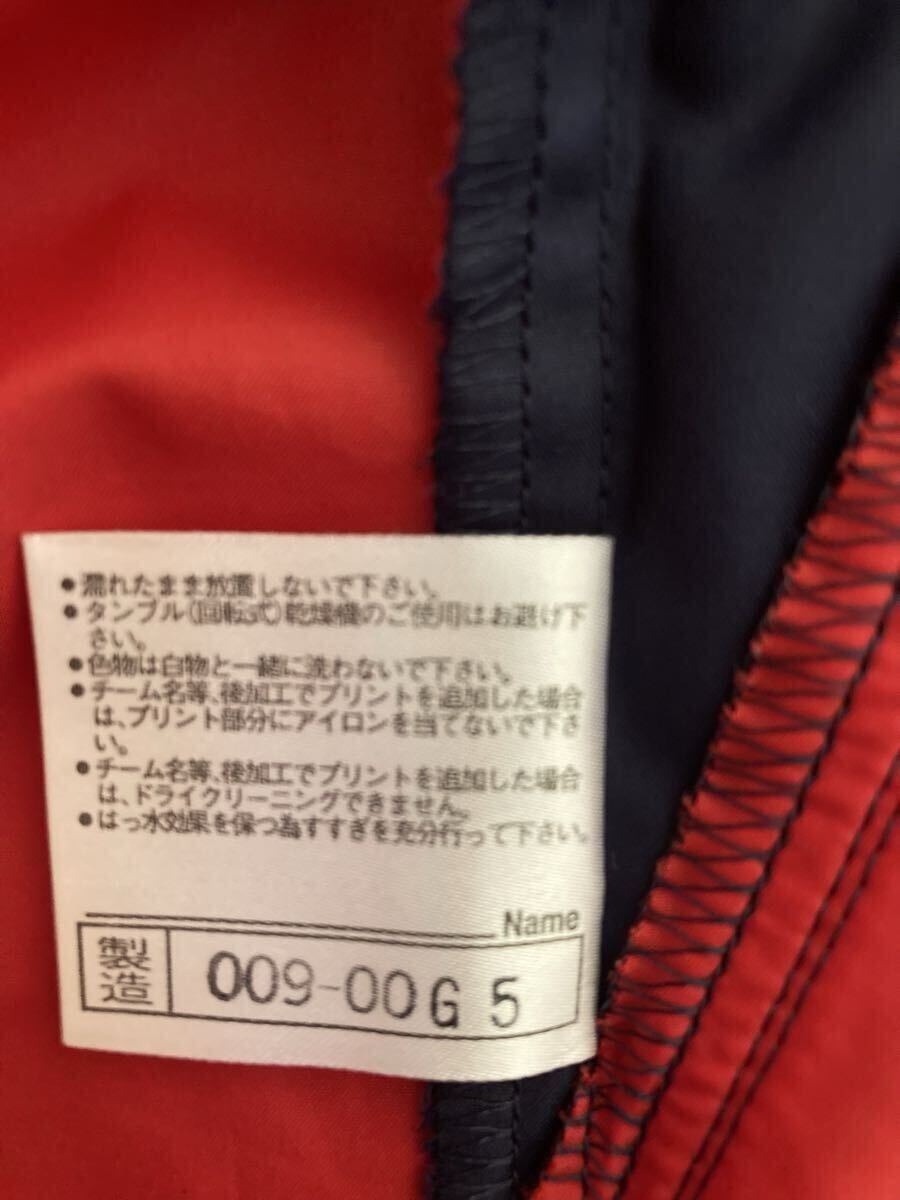 ●濡れたまま放置しないで下さい。
●タンブル(回転式)乾燥機のご使用はお避け下
さい。
●色物は白物と一緒に洗わないで下さい。
●チーム名等、後加工でプリントを追加した場合
は、プリント部分にアイロンを当てないで下さ
い。
●チーム名等、後加工でプリントを追加した場合
は、ドライクリーニングできません。
●はっ水効果を保つ為すすぎを充分行って下さい。
Name
製造 009-00G 5